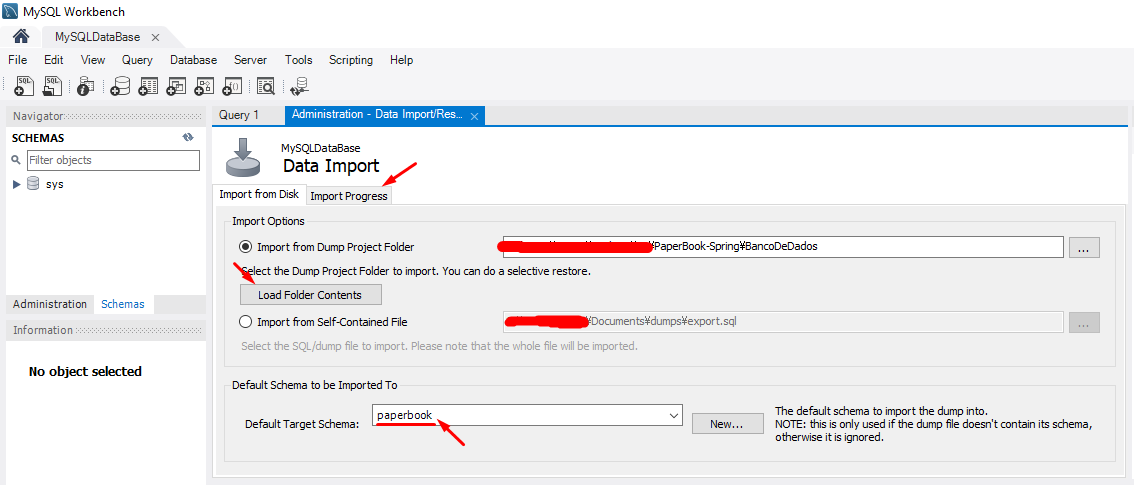 MySQL Workbench
MySQLDataBase
File Edit View Query Database Server Tools Scripting Help
Navigator
SCHEMAS
Filter objects
sys
Administration Schemas
Information
No object selected
Query 1 Administration - Data Import/Res...
MySQLDataBase
Data Import
Import from Disk Import Progress
Import Options
Import from Dump Project Folder ¥PaperBook-Spring¥BancoDeDados ...
Select the Dump Project Folder to import. You can do a selective restore.
Load Folder Contents
Import from Self-Contained File ¥Documents¥dumps¥export.sql ...
Select the SQL/dump file to import. Please note that the whole file will be imported.
Default Schema to be Imported To
Default Target Schema: paperbook New...
The default schema to import the dump into.
NOTE: this is only used if the dump file doesn't contain its schema,
otherwise it is ignored.